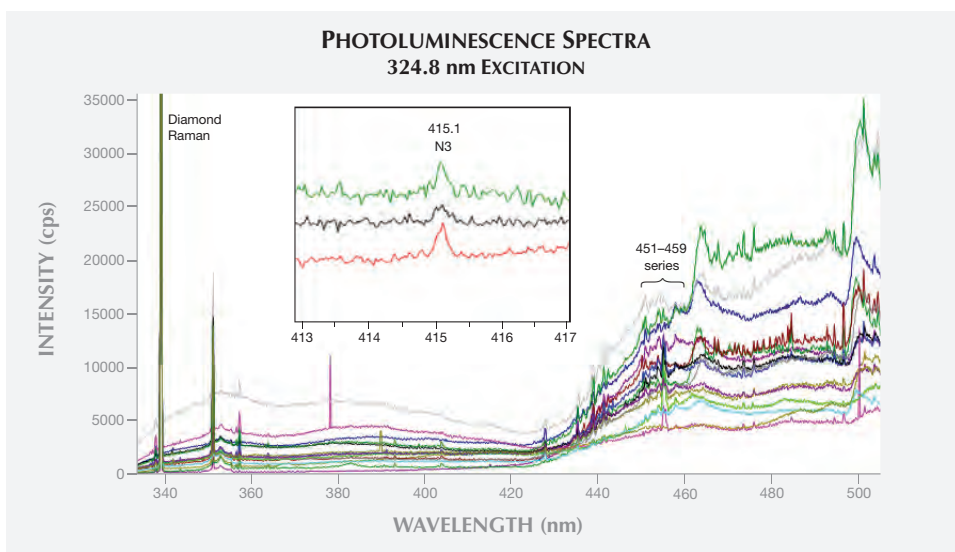 PHOTOLUMINESCENCE SPECTRA
324.8 nm EXCITATION
35000
30000
25000
20000
15000
10000
5000
0
INTENSITY (cps)
Diamond
Raman
415.1
N3
413 414 415 416 417
451–459
series
340 360 380 400 420 440 460 480 500
WAVELENGTH (nm)